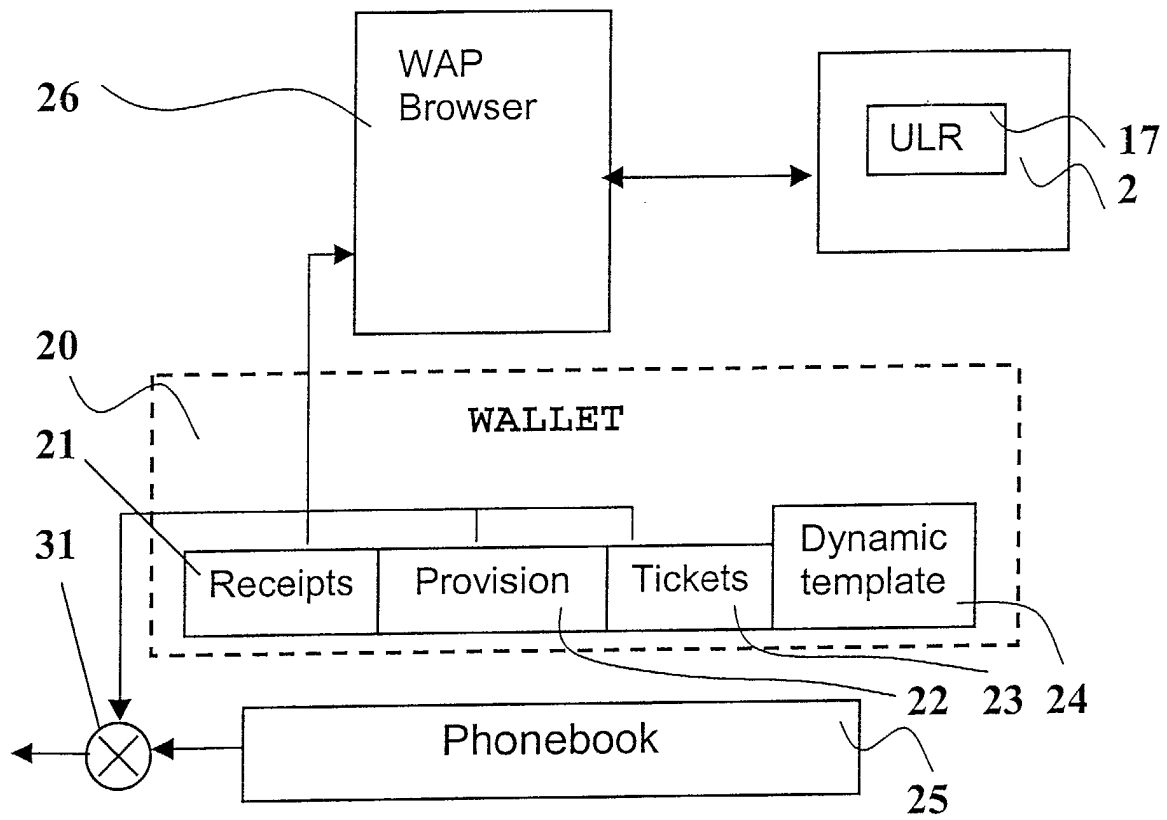 WAP
Browser
26
ULR
17
2
20
WALLET
21
31
Receipts
Provision
Tickets
Dynamic
template
22
23
24
Phonebook
25